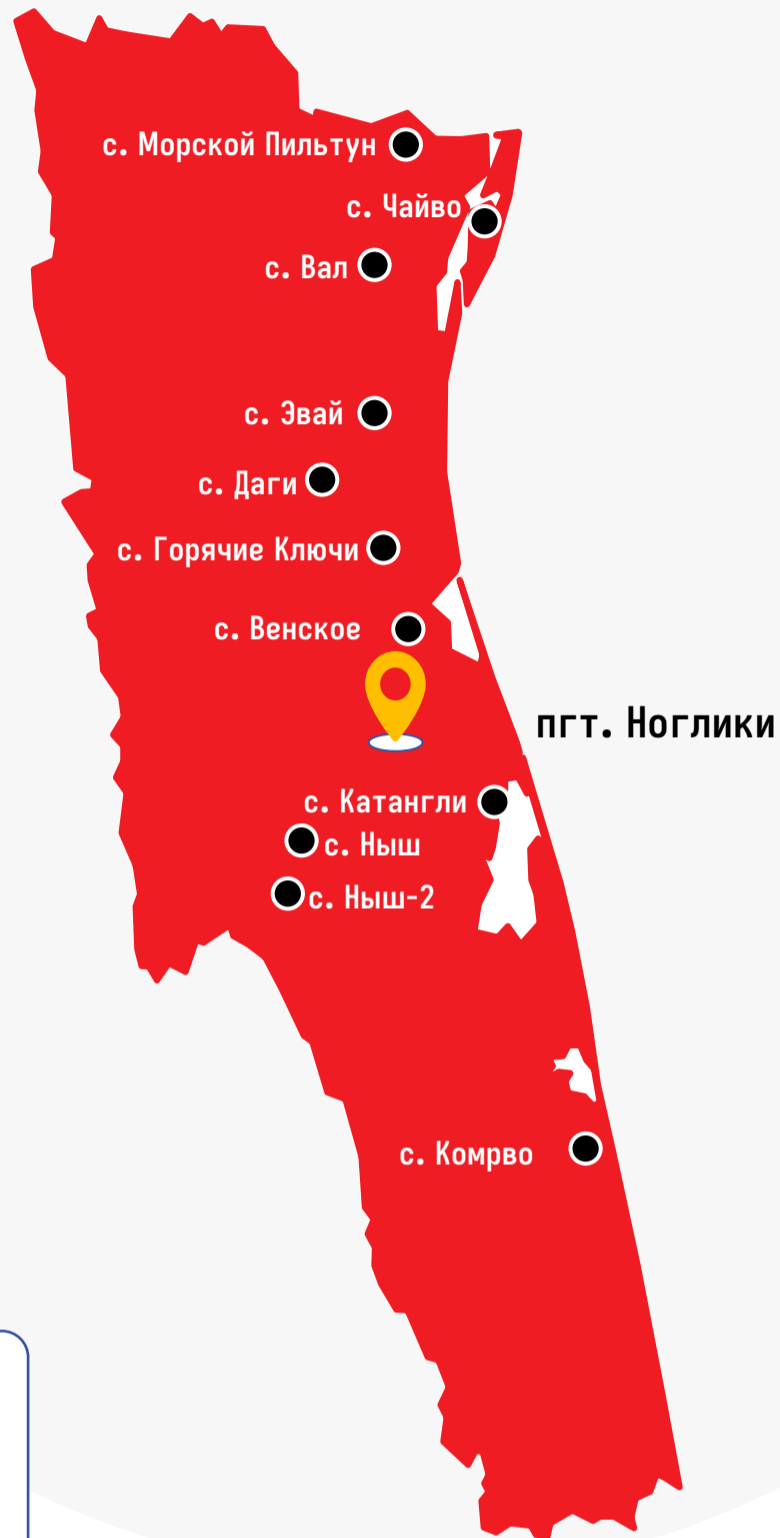 с. Морской Пильтун
с. Чайво
с. Вал
с. Эвай
с. Даги
с. Горячие Ключи
с. Венское
пгт. Ноглики
с. Катангли
с. Ныш
с. Ныш-2
с. Комрво